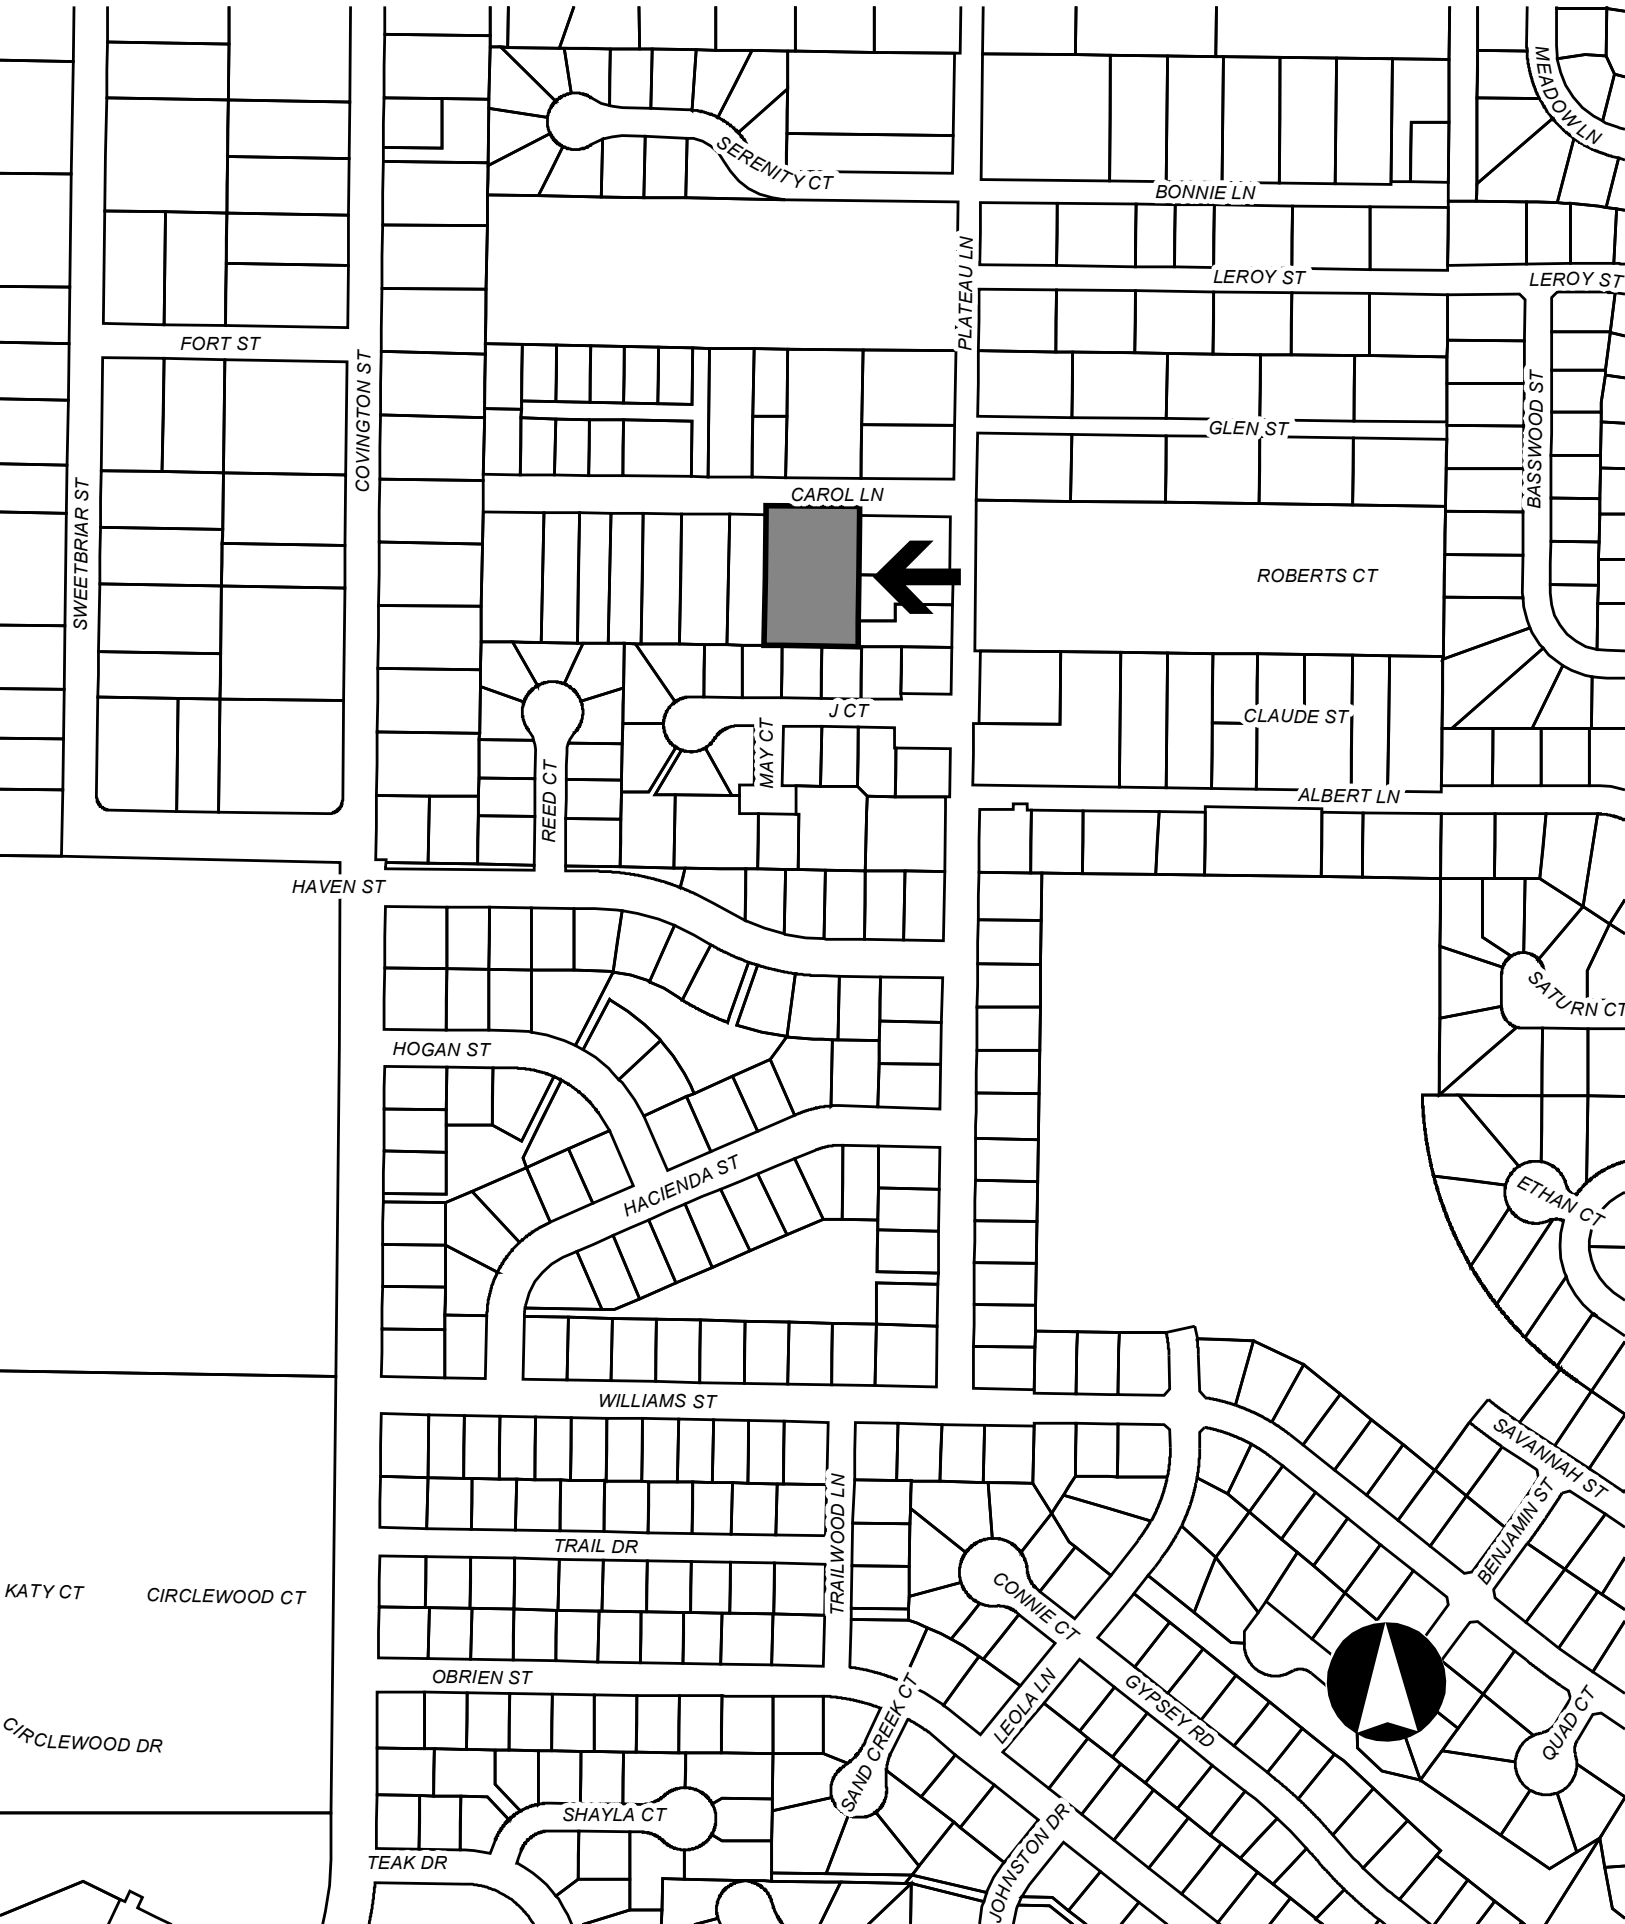 MEADOW LN
SERENITY CT
BONNIE LN
PLATEAU LN
LEROY ST
LEROY ST
FORT ST
COVINGTON ST
BASSWOOD ST
GLEN ST
SWEETBRIAR ST
CAROL LN
ROBERTS CT
J CT
CLAUDE ST
MAY CT
REED CT
ALBERT LN
HAVEN ST
SATURN CT
HOGAN ST
HACIENDA ST
ETHAN CT
WILLIAMS ST
SAVANNAH ST
TRAILWOOD LN
BENJAMIN ST
TRAIL DR
KATY CT
CIRCLEWOOD CT
CONNIE CT
OBRIEN ST
SAND CREEK CT
LEOLA LN
GYPSEY RD
QUAD CT
CIRCLEWOOD DR
SHAYLA CT
JOHNSTON DR
TEAK DR